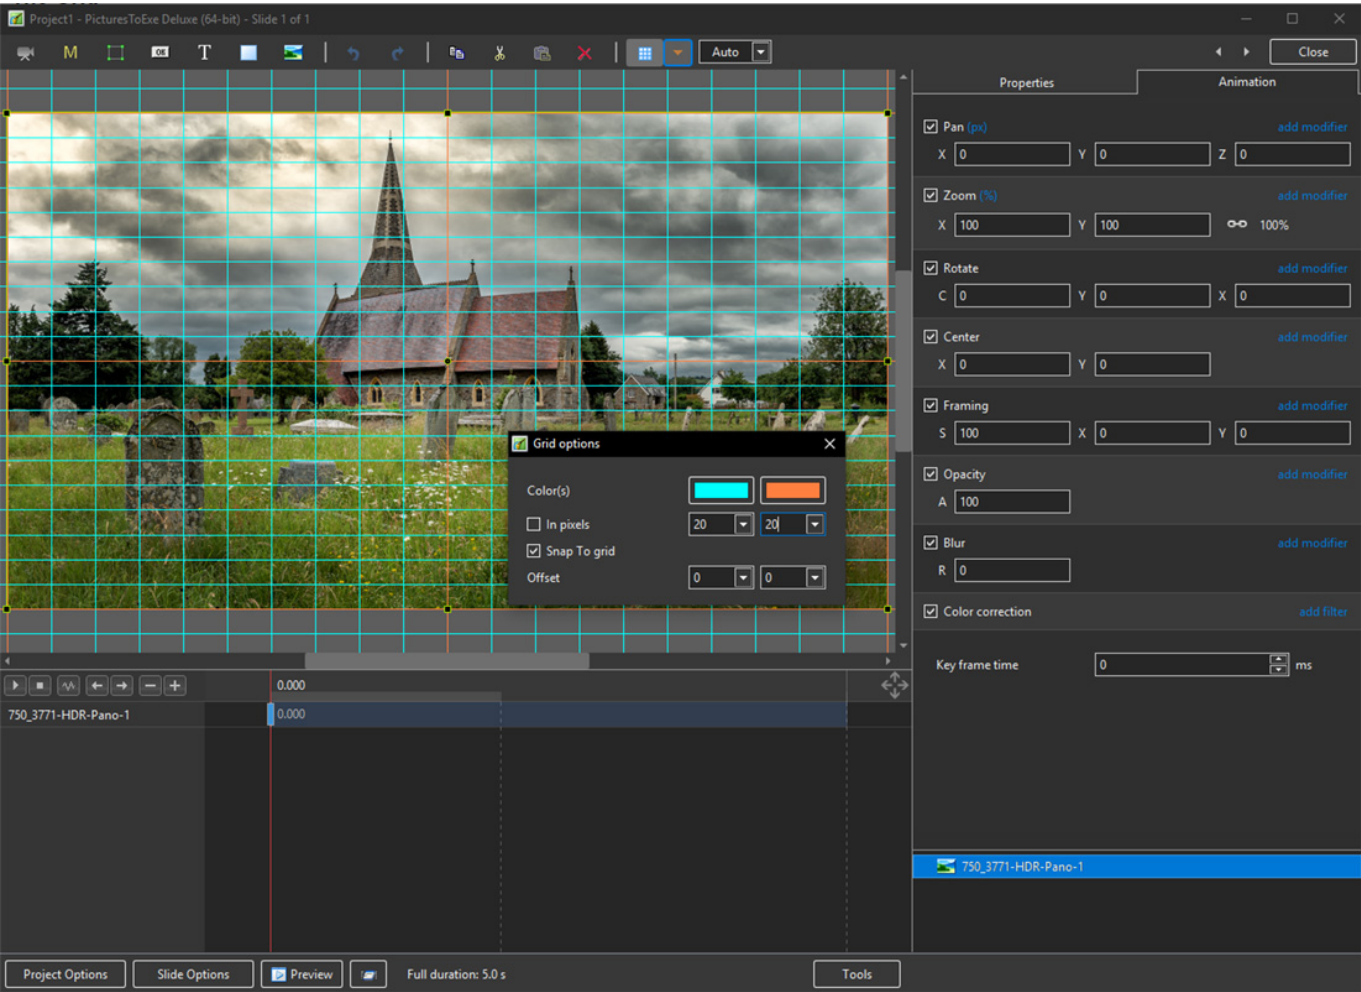 Project1 - PicturesToExe Deluxe (64-bit) - Slide 1 of 1
M OK T Auto Close
Properties Animation
Pan (px) add modifier
X 0 Y 0 Z 0
Zoom (%) add modifier
X 100 Y 100 100%
Rotate add modifier
C 0 Y 0 X 0
Center add modifier
X 0 Y 0
Framing add modifier
S 100 X 0 Y 0
Opacity add modifier
A 100
Blur add modifier
R 0
Color correction add filter
Key frame time 0 ms
Grid options
Color(s)
In pixels 20 20
Snap To grid
Offset 0 0
0.000
750_3771-HDR-Pano-1 0.000
750_3771-HDR-Pano-1
Project Options Slide Options Preview Full duration: 5.0 s Tools